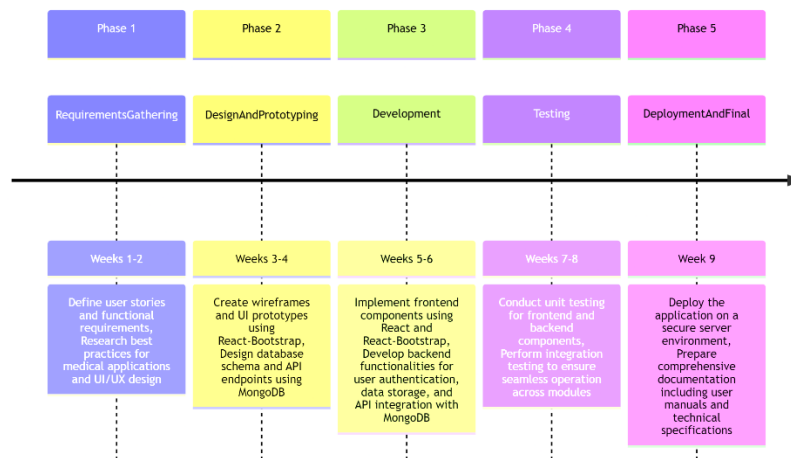 Phase 1
Phase 2
Phase 3
Phase 4
Phase 5
RequirementsGathering
DesignAndPrototyping
Development
Testing
DeploymentAndFinal
Weeks 1-2
Weeks 3-4
Weeks 5-6
Weeks 7-8
Week 9
Define user stories
and functional
requirements,
Research best
practices for
medical applications
and UI/UX design
Create wireframes
and UI prototypes
using
React-Bootstrap,
Design database
schema and API
endpoints using
MongoDB
Implement frontend
components using
React and
React-Bootstrap,
Develop backend
functionalities for
user authentication,
data storage, and
API integration with
MongoDB
Conduct unit testing
for frontend and
backend
components,
Perform integration
testing to ensure
seamless operation
across modules
Deploy the
application on a
secure server
environment,
Prepare
comprehensive
documentation
including user
manuals and
technical
specifications